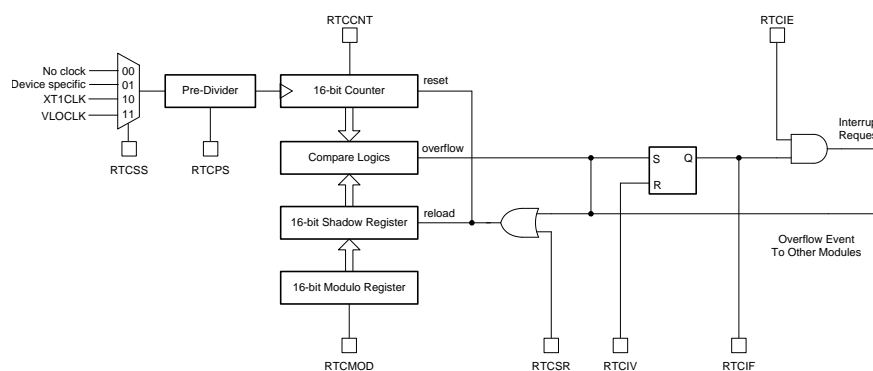 RTCCNT
RTCIE
No clock
00
reset
Device specific
01
Pre-Divider
16-bit Counter
XT1CLK
10
VLOCLK
11
Interrup
Reques
Compare Logics
overflow
S
Q
R
RTCSS
RTCPS
16-bit Shadow Register
reload
Overflow Event
To Other Modules
16-bit Modulo Register
RTCMOD
RTCSR
RTCIV
RTCIF